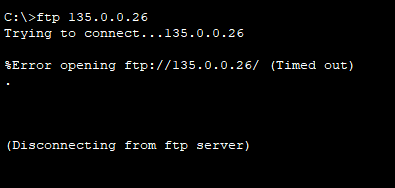 C:\>ftp 135.0.0.26
Trying to connect...135.0.0.26
%Error opening ftp://135.0.0.26/ (Timed out)
.
(Disconnecting from ftp server)